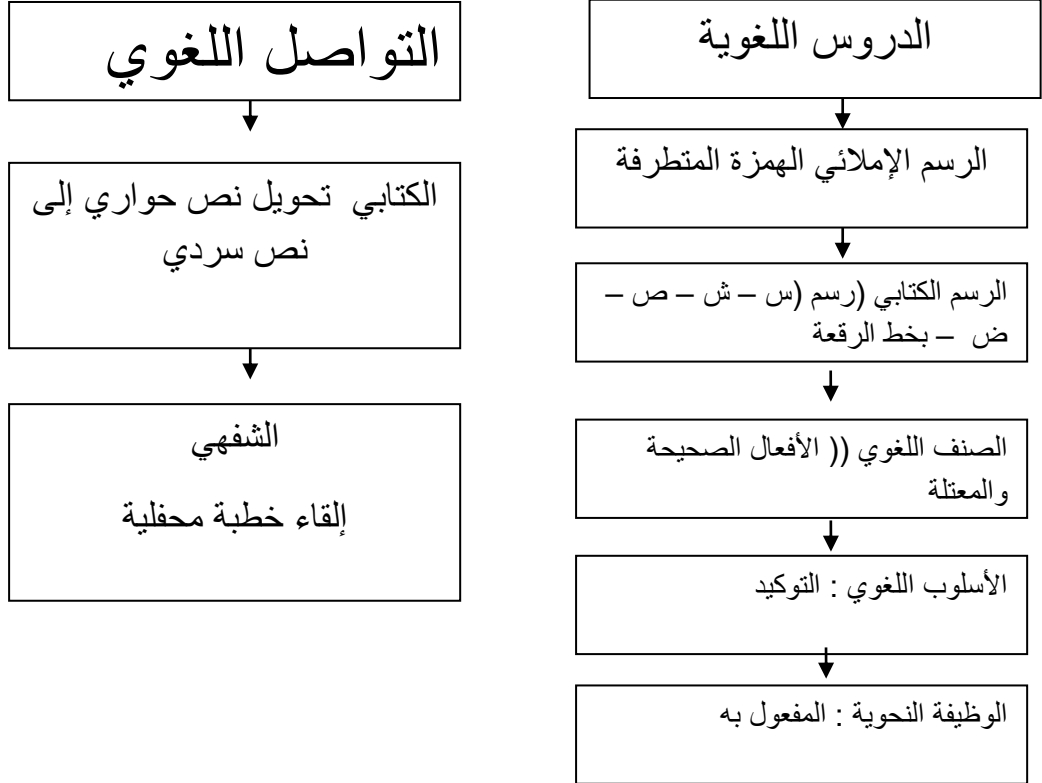 الدروس اللغوية
الرسم الإملائي الهمزة المتطرفة
الرسم الكتابي (رسم (س – ش – ص –
ض – بخط الرقعة
الصنف اللغوي (( الأفعال الصحيحة
والمعتلة
الأسلوب اللغوي : التوكيد
الوظيفة النحوية : المفعول به
التواصل اللغوي
الكتابي تحويل نص حواري إلى
نص سردي
الشفهي
إلقاء خطبة محفلية